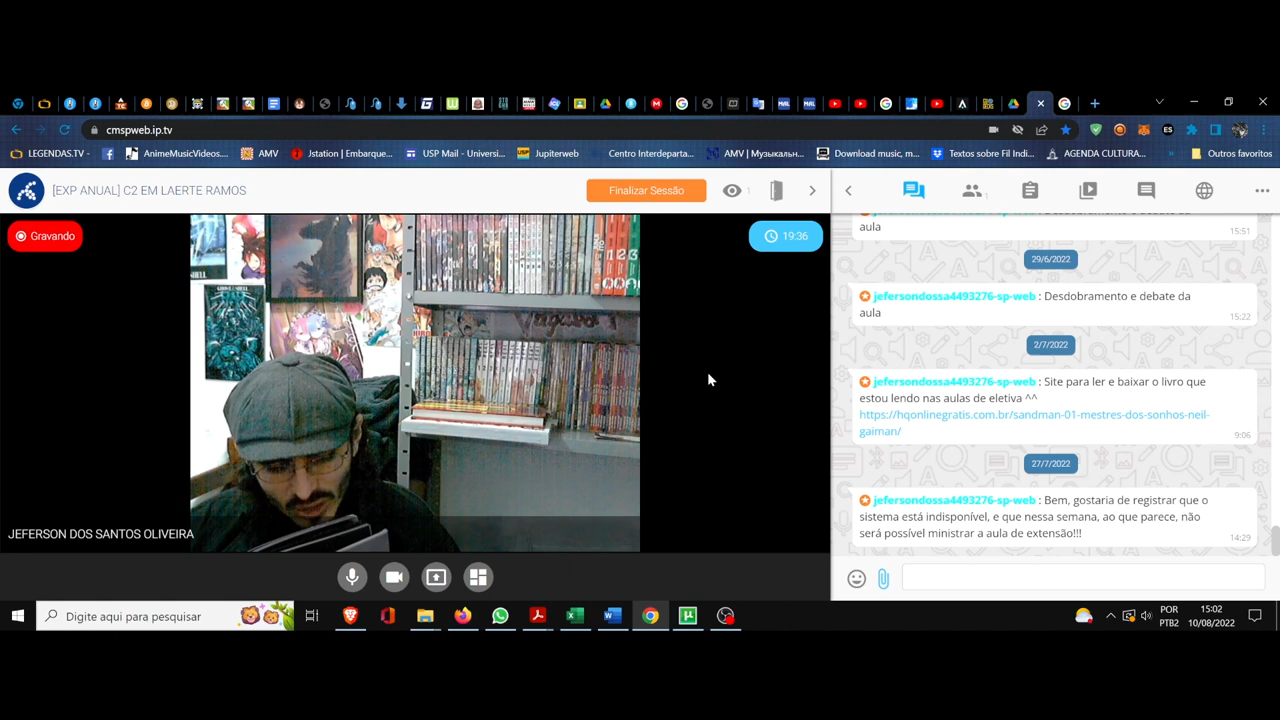 cmspweb.ip.tv
LEGENDAS.TV -
AnimeMusicVideos....
AMV
Jstation | Embarque...
USP Mail - Universi...
Jupiterweb
Centro Interdeparta...
AMV | Музыкальн...
Download music, m...
Textos sobre Fil Indi...
AGENDA CULTURA...
»
Outros favoritos
[EXP ANUAL] C2 EM LAERTE RAMOS
Finalizar Sessão
1
1
Gravando
19:36
JEFERSON DOS SANTOS OLIVEIRA
aula
15:51
29/6/2022
jefersondossa4493276-sp-web : Desdobramento e debate da
aula
15:22
2/7/2022
jefersondossa4493276-sp-web : Site para ler e baixar o livro que
estou lendo nas aulas de eletiva ^^
https://hqonlinegratis.com.br/sandman-01-mestres-dos-sonhos-neil-
gaiman/
9:06
27/7/2022
jefersondossa4493276-sp-web : Bem, gostaria de registrar que o
sistema está indisponível, e que nessa semana, ao que parece, não
será possível ministrar a aula de extensão!!!
14:29
Digite aqui para pesquisar
POR
PTB2
15:02
10/08/2022